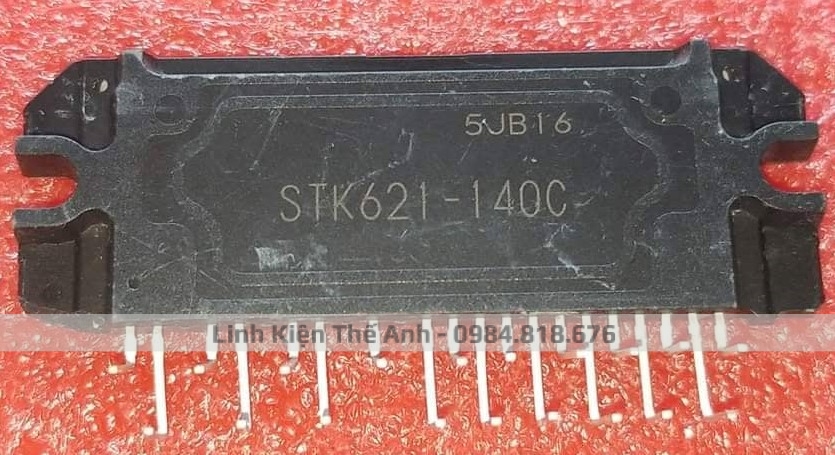 5JB16
STK621-140C
Linh Kiện Thế Anh - 0984.818.676